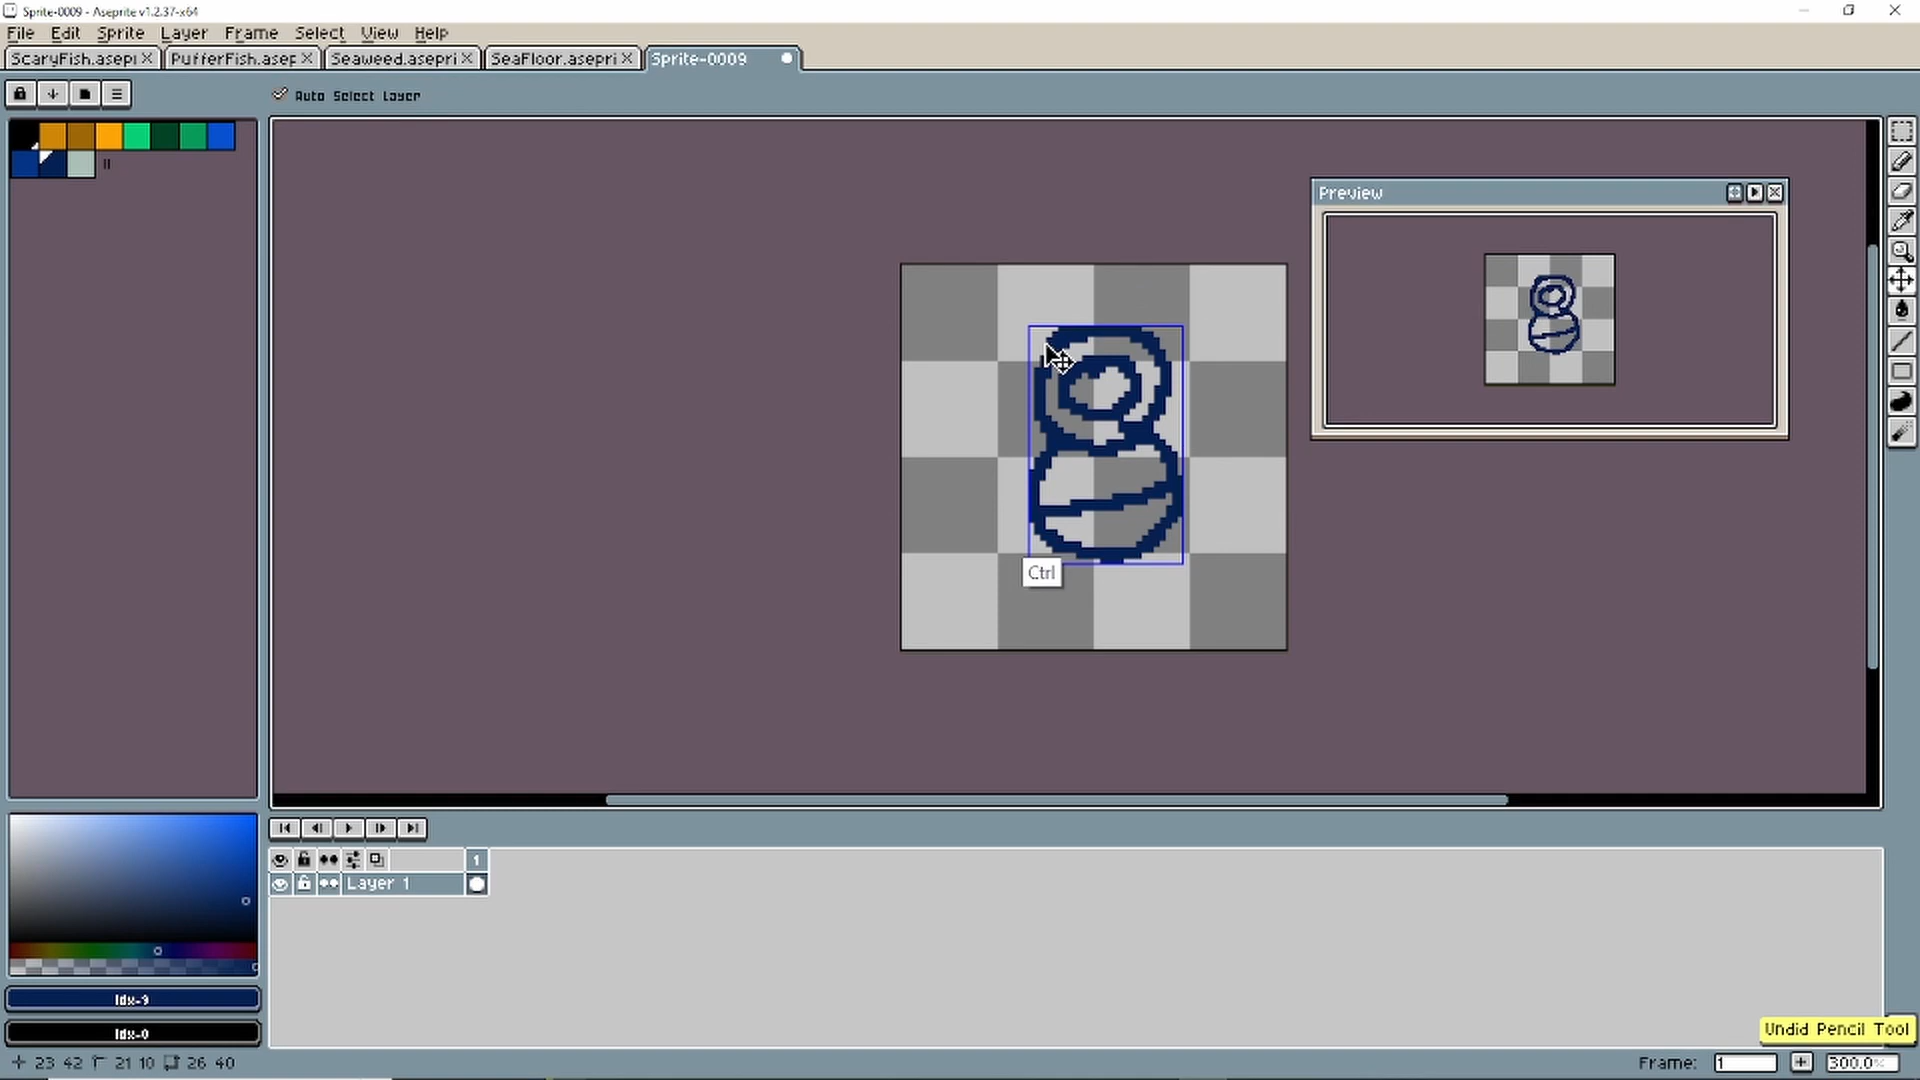 Sprite-0009 - Aseprite v1.2.37-x64
File Edit Sprite Layer Frame Select View Help
ScaryFish.asepi PufferFish.asep Seaweed.asepri SeaFloor.asepri Sprite-0009
Auto Select Layer
Preview
Ctrl
1
Layer 1
Idx-9
Undid Pencil Tool
Idx-0
23 42 21 10 26 40 Frame: 1 300.0%